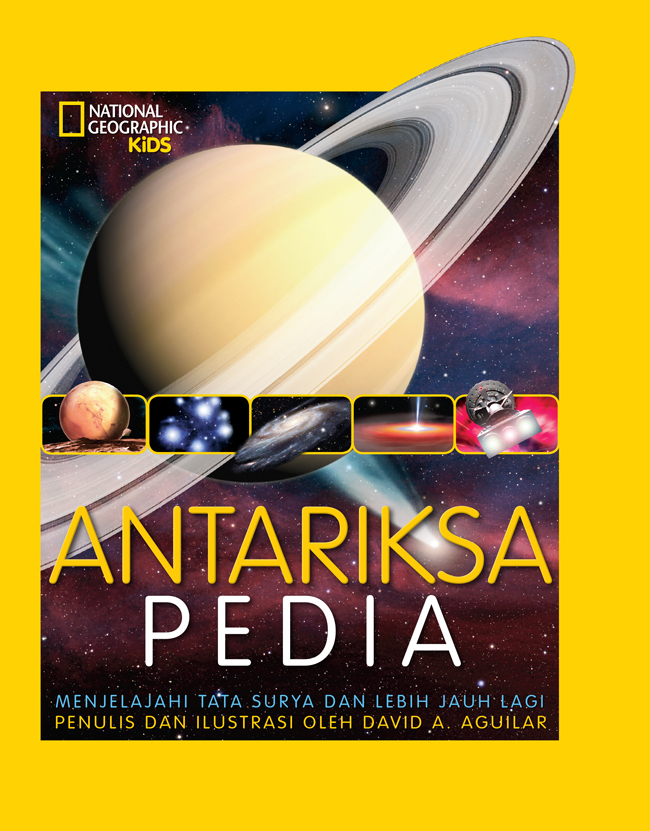 NATIONAL
GEOGRAPHIC
KiDS
ANTARIKSA
PEDIA
MENJELAJAHI TATA SURYA DAN LEBIH JAUH LAGI
PENULIS DAN ILUSTRASI OLEH DAVID A. AGUILAR